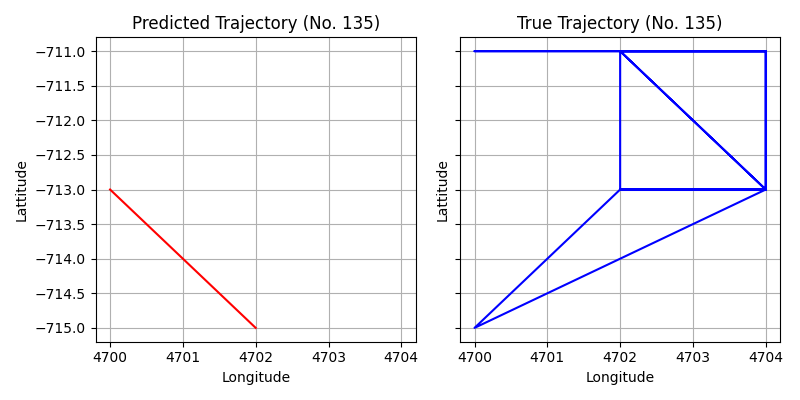 Predicted Trajectory (No. 135)
Lattitude
−711.0
−711.5
−712.0
−712.5
−713.0
−713.5
−714.0
−714.5
−715.0
4700 4701 4702 4703 4704
Longitude
True Trajectory (No. 135)
Lattitude
4700 4701 4702 4703 4704
Longitude